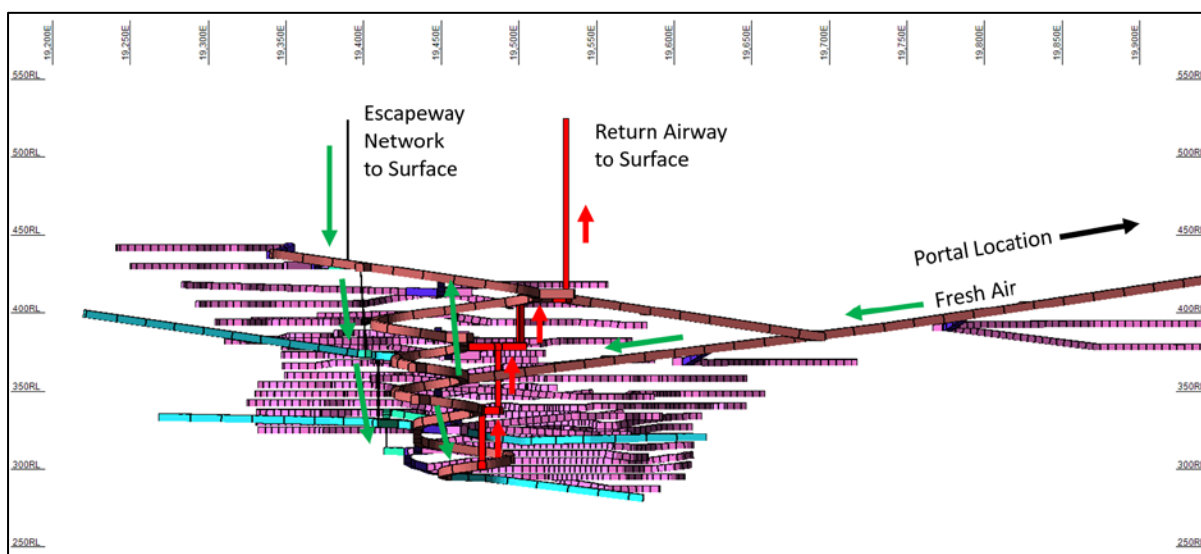 19,200E
19,250E
19,300E
19,350E
19,400E
19,450E
19,500E
19,550E
19,600E
19,650E
19,700E
19,750E
19,800E
19,850E
19,900E
550RL
550RL
Escapeway
Network
to Surface
Return Airway
to Surface
500RL
500RL
450RL
450RL
Portal Location
Fresh Air
400RL
400RL
350RL
350RL
300RL
300RL
250RL
250RL